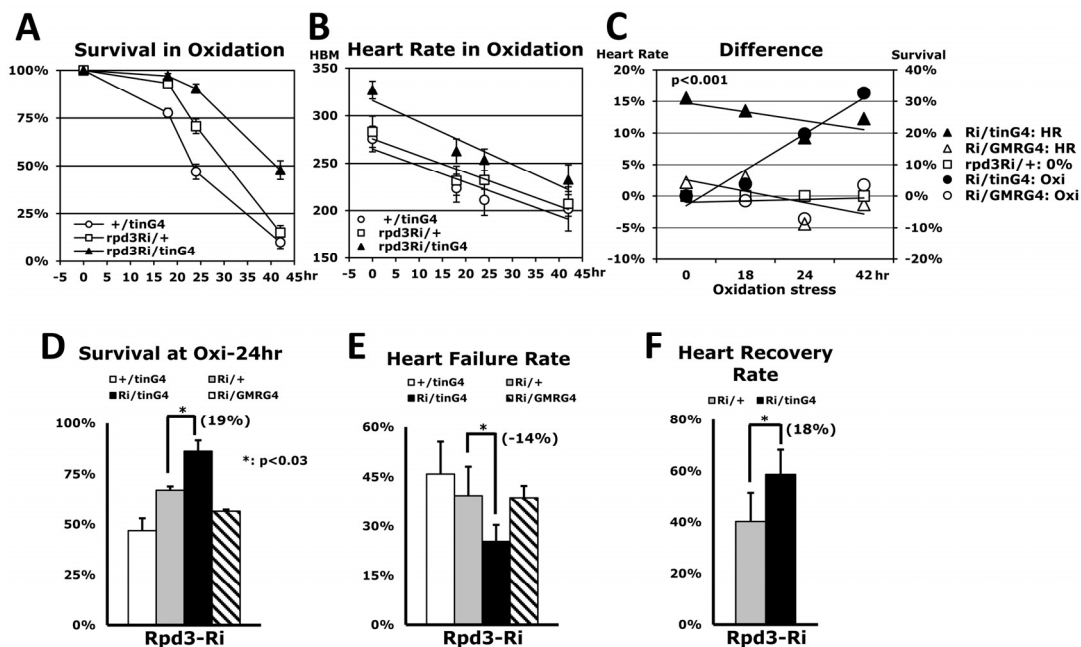 A
Survival in Oxidation
100%
75%
50%
25%
0%
+/tinG4
rpd3Ri/+
rpd3Ri/tinG4
-5 0 5 10 15 20 25 30 35 40 45hr
B
HBM Heart Rate in Oxidation
350
300
250
200
150
+/tinG4
rpd3Ri/+
rpd3Ri/tinG4
-5 0 5 10 15 20 25 30 35 40 45hr
C
Difference
Heart Rate
Survival
20%
15%
10%
5%
0%
-5%
-10%
p<0.001
40%
30%
20%
10%
0%
-10%
-20%
0 18 24 42 hr
Oxidation stress
Ri/tinG4: HR
Ri/GMRG4: HR
rpd3Ri/+: 0%
Ri/tinG4: Oxi
Ri/GMRG4: Oxi
D
Survival at Oxi-24hr
+/tinG4 Ri/+
Ri/tinG4 Ri/GMRG4
100%
75%
50%
25%
0%
* (19%)
*: p<0.03
Rpd3-Ri
E
Heart Failure Rate
+/tinG4 Ri/+
Ri/tinG4 Ri/GMRG4
60%
45%
30%
15%
0%
* (-14%)
Rpd3-Ri
F
Heart Recovery
Rate
Ri/+ Ri/tinG4
80%
60%
40%
20%
0%
* (18%)
Rpd3-Ri